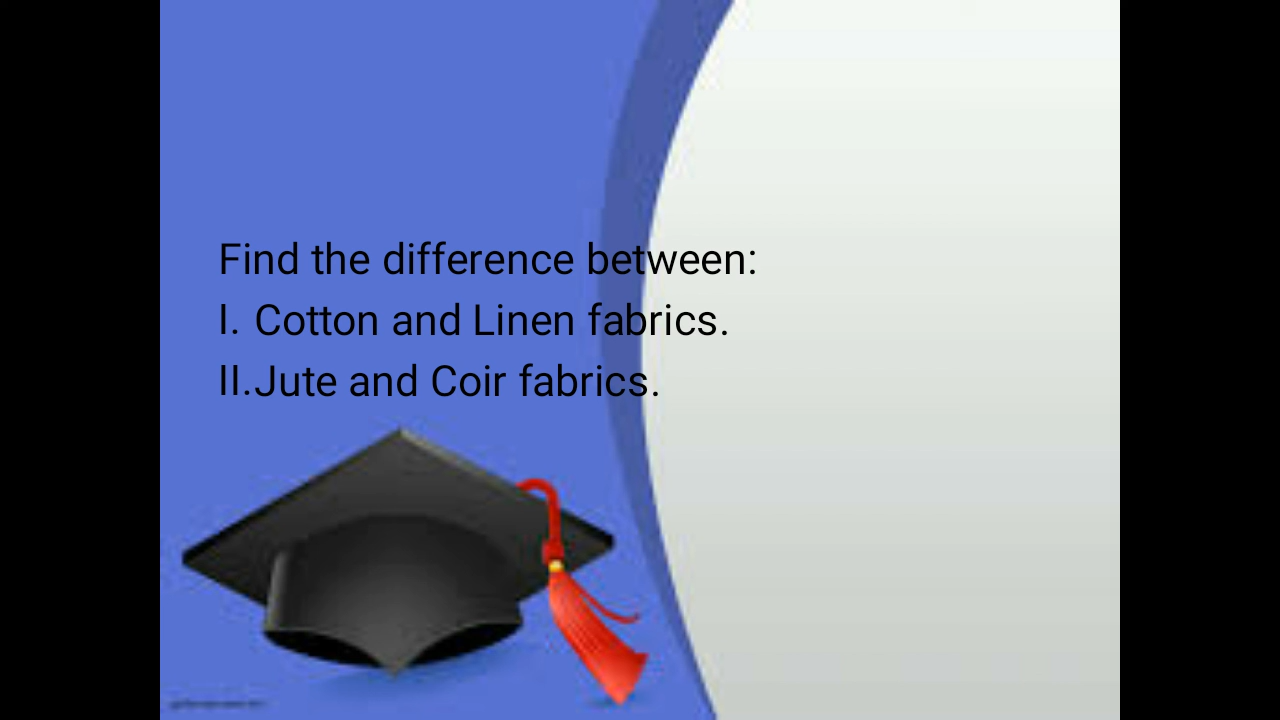 Find the difference between:
I. Cotton and Linen fabrics.
II.Jute and Coir fabrics.